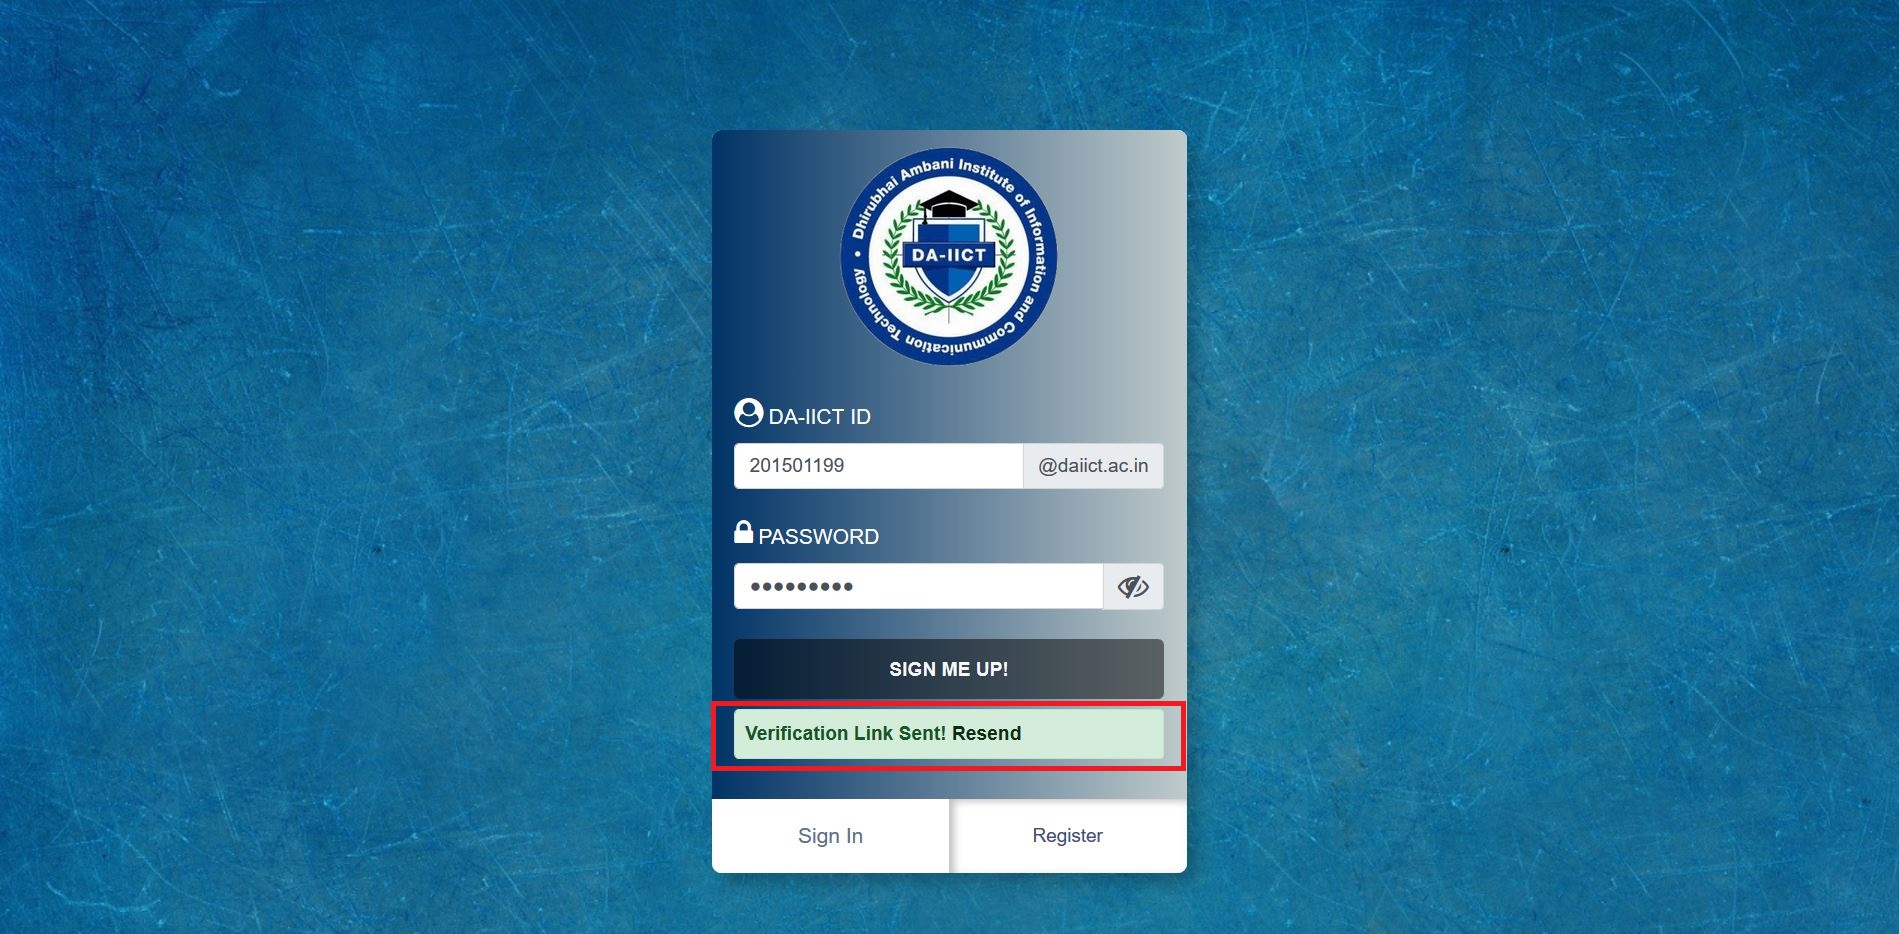 Dhirubhai Ambani Institute of Information and Communication Technology •
DA-IICT
DA-IICT ID
201501199 @daiict.ac.in
PASSWORD
•••••••••
SIGN ME UP!
Verification Link Sent! Resend
Sign In Register